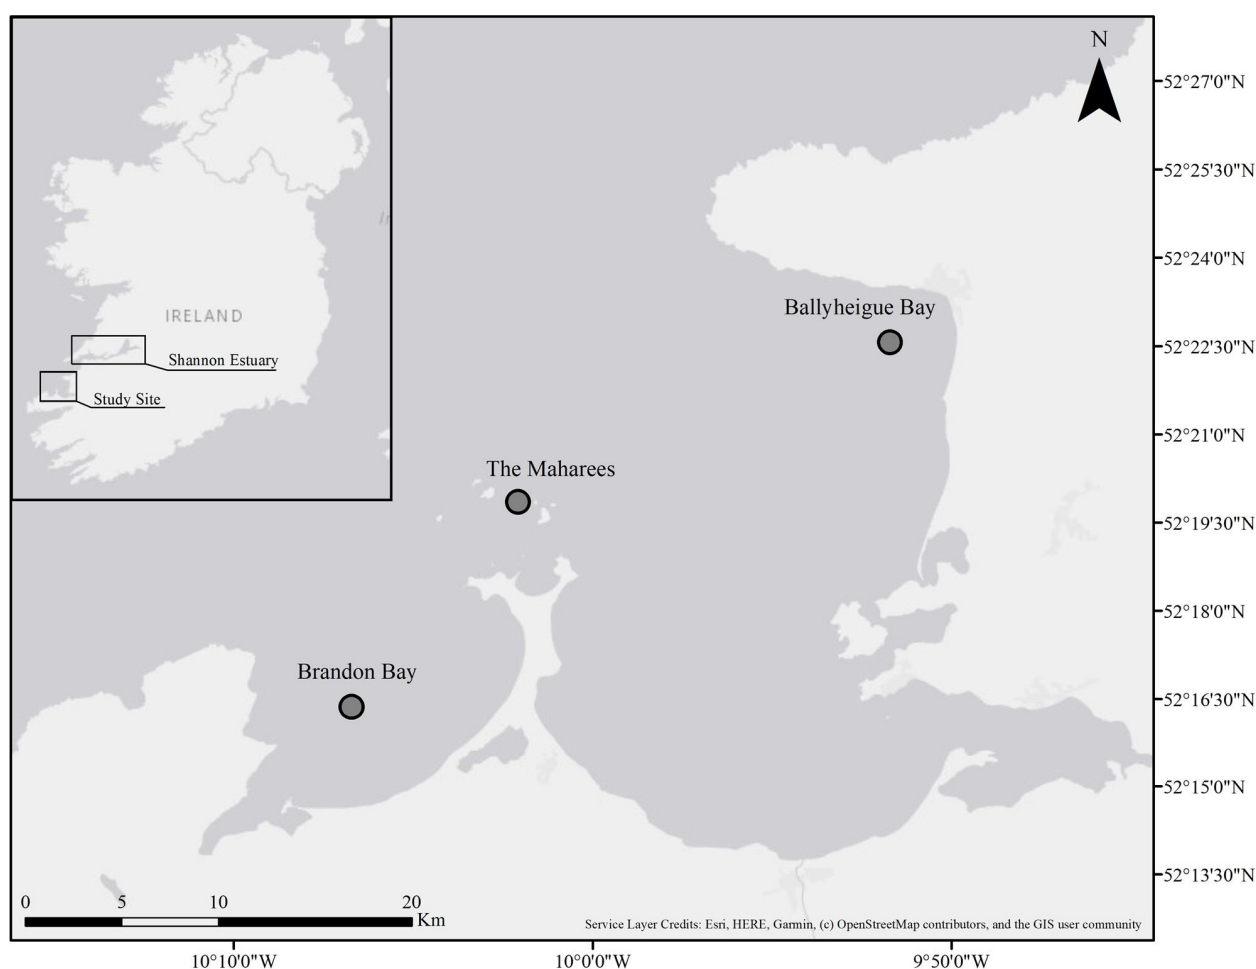 N
52°27'0"N
52°25'30"N
52°24'0"N
Ballyheigue Bay
IRELAND
52°22'30"N
Shannon Estuary
Study Site
52°21'0"N
The Maharees
52°19'30"N
52°18'0"N
Brandon Bay
52°16'30"N
52°15'0"N
52°13'30"N
0 5 10 20
Km
Service Layer Credits: Esri, HERE, Garmin, (c) OpenStreetMap contributors, and the GIS user community
10°10'0"W 10°0'0"W 9°50'0"W